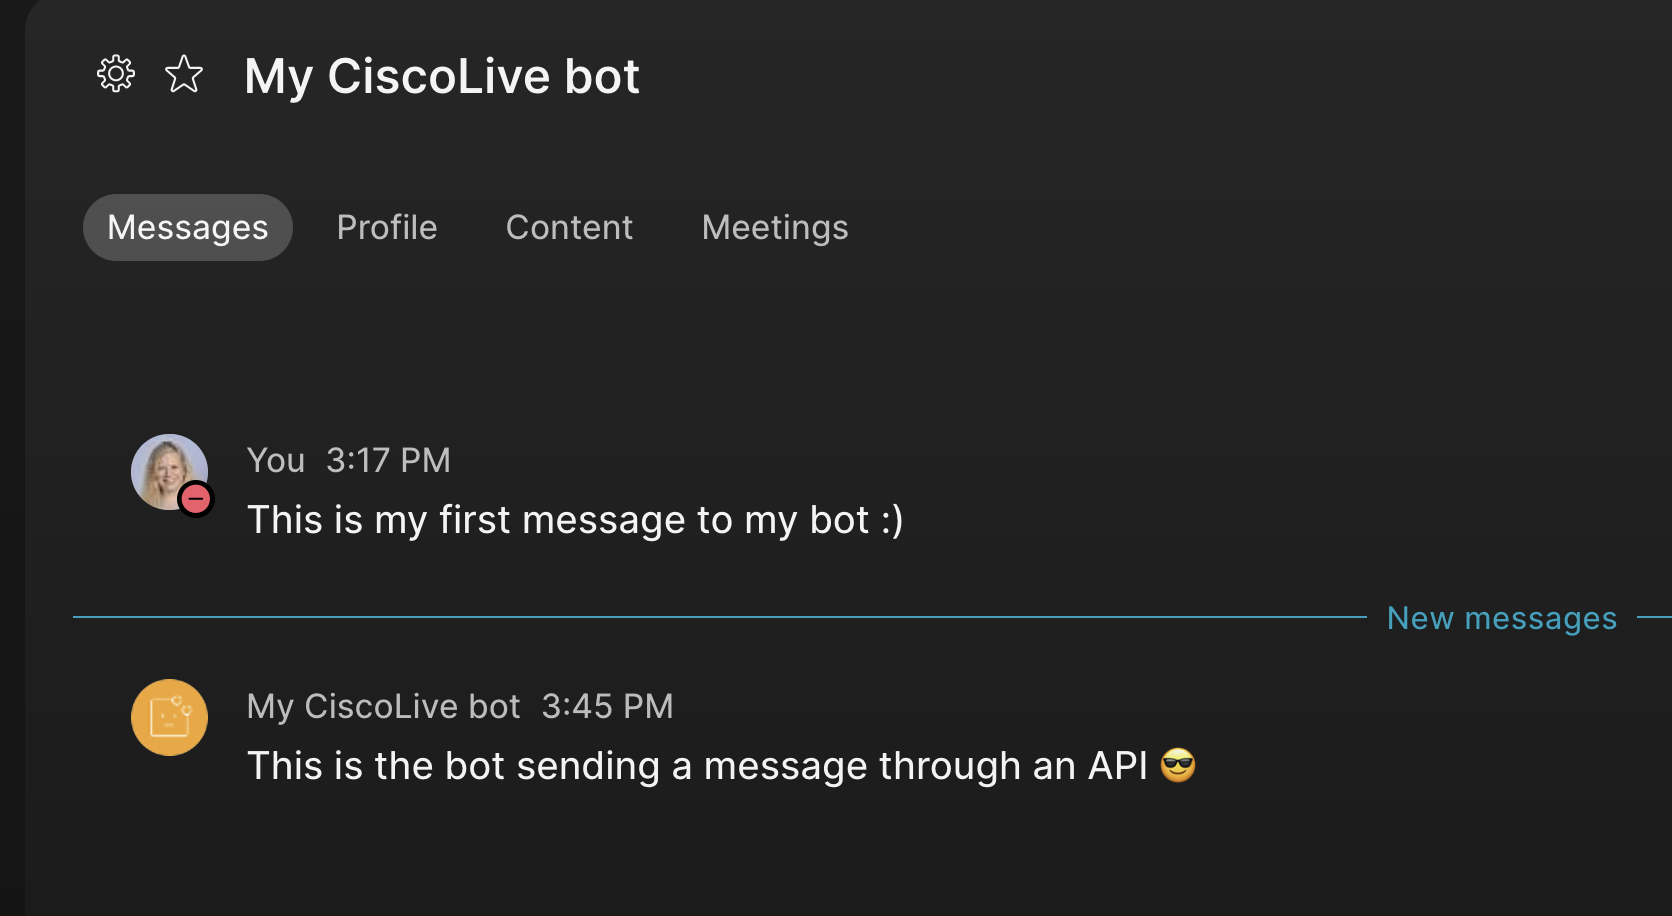 My CiscoLive bot
Messages Profile Content Meetings
You 3:17 PM
This is my first message to my bot :)
New messages
My CiscoLive bot 3:45 PM
This is the bot sending a message through an API 😎